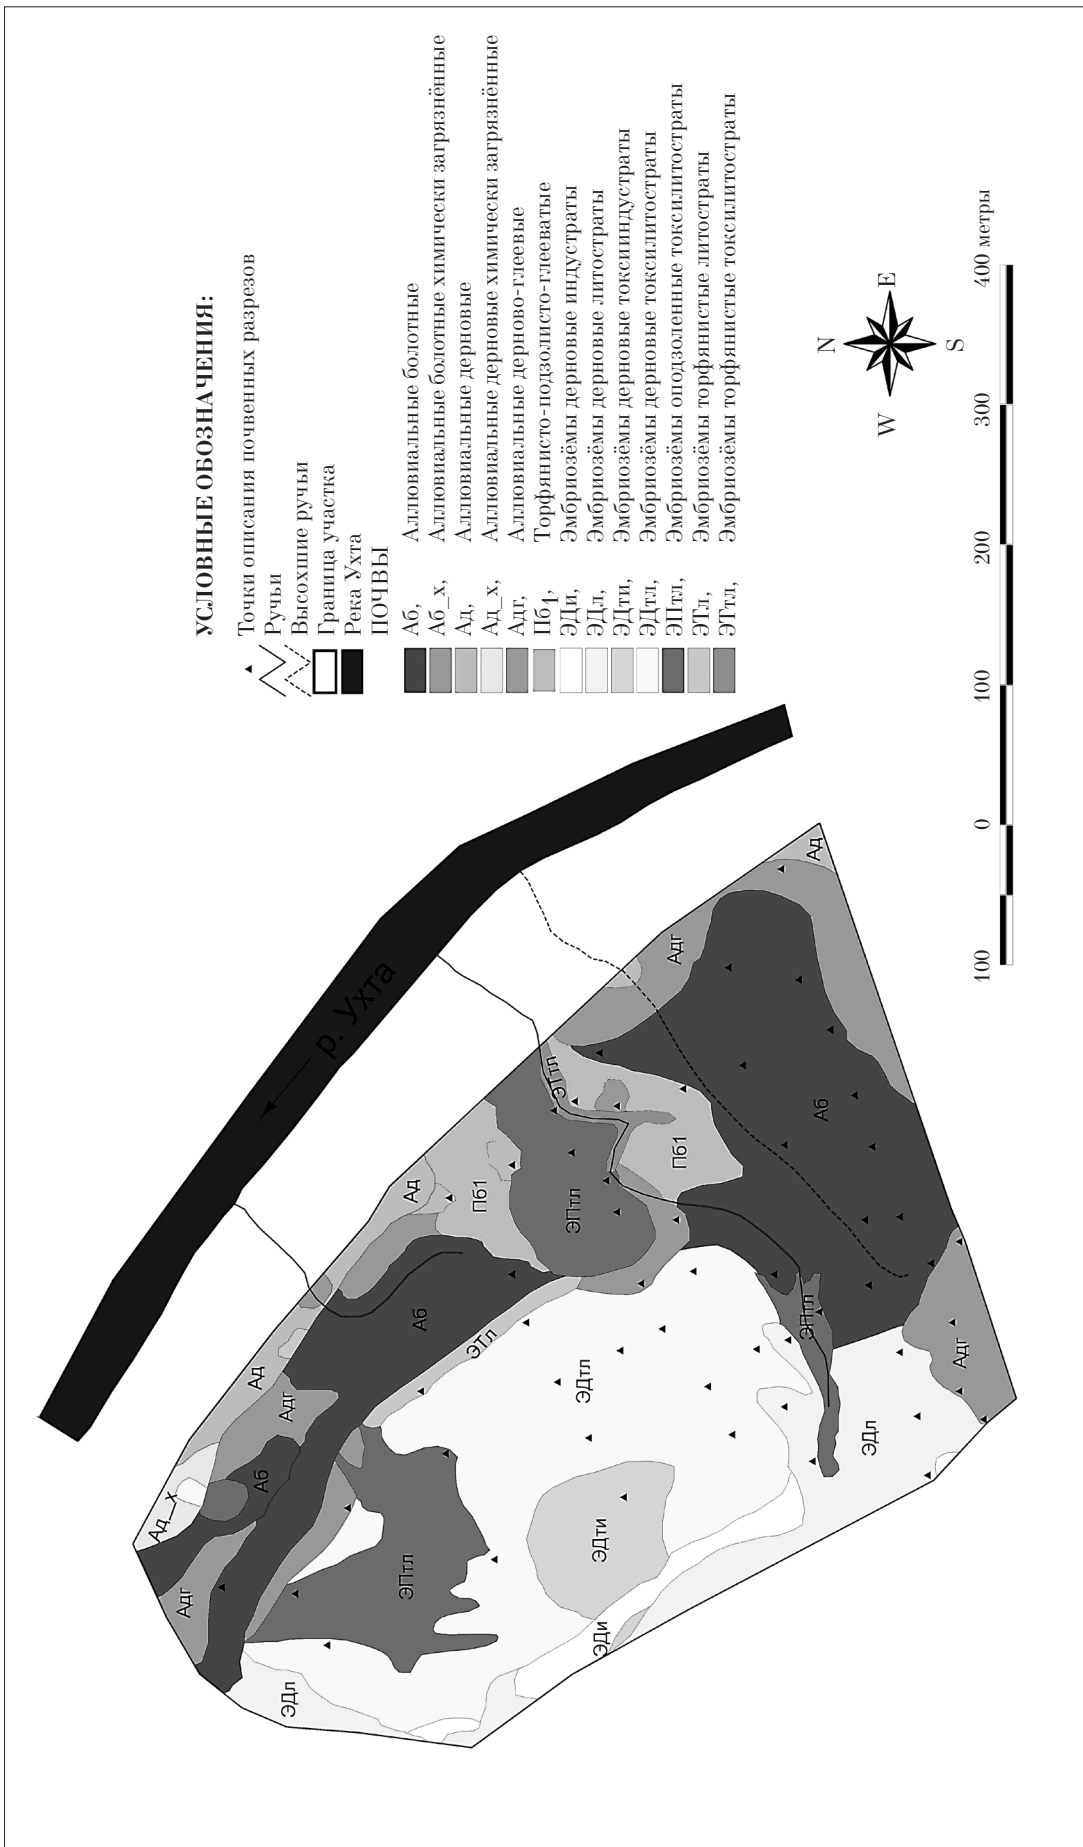 УСЛОВНЫЕ ОБОЗНАЧЕНИЯ:
Точки описания почвенных разрезов
Ручьи
Высохшие ручьи
Граница участка
Река Ухта
ПОЧВЫ
Аб, Аллювиальные болотные
Аб_х, Аллювиальные болотные химически загрязнённые
Ад, Аллювиальные дерновые
Ад_х, Аллювиальные дерновые химически загрязнённые
Адг, Аллювиальные дерново-глеевые
Пб1, Торфянисто-подзолисто-глееватые
ЭДи, Эмбриозёмы дерновые индустраты
ЭДл, Эмбриозёмы дерновые литостраты
ЭДти, Эмбриозёмы дерновые токсииндустраты
ЭДтл, Эмбриозёмы дерновые токсилитостраты
ЭПтл, Эмбриозёмы оподзоленные токсилитостраты
ЭТл, Эмбриозёмы торфянистые литостраты
ЭТтл, Эмбриозёмы торфянистые токсилитостраты
р. Ухта
Ад_х
Адг
Аб
Адг
Ад
ЭДл
ЭПтл
ЭТл
Аб
Ад
Пб1
ЭПтл
ЭТтл
ЭДи
ЭДти
ЭДтл
Пб1
Адг
ЭПтл
Аб
Ад
ЭДл
Адг
N
W
E
S
100 0 100 200 300 400 метры